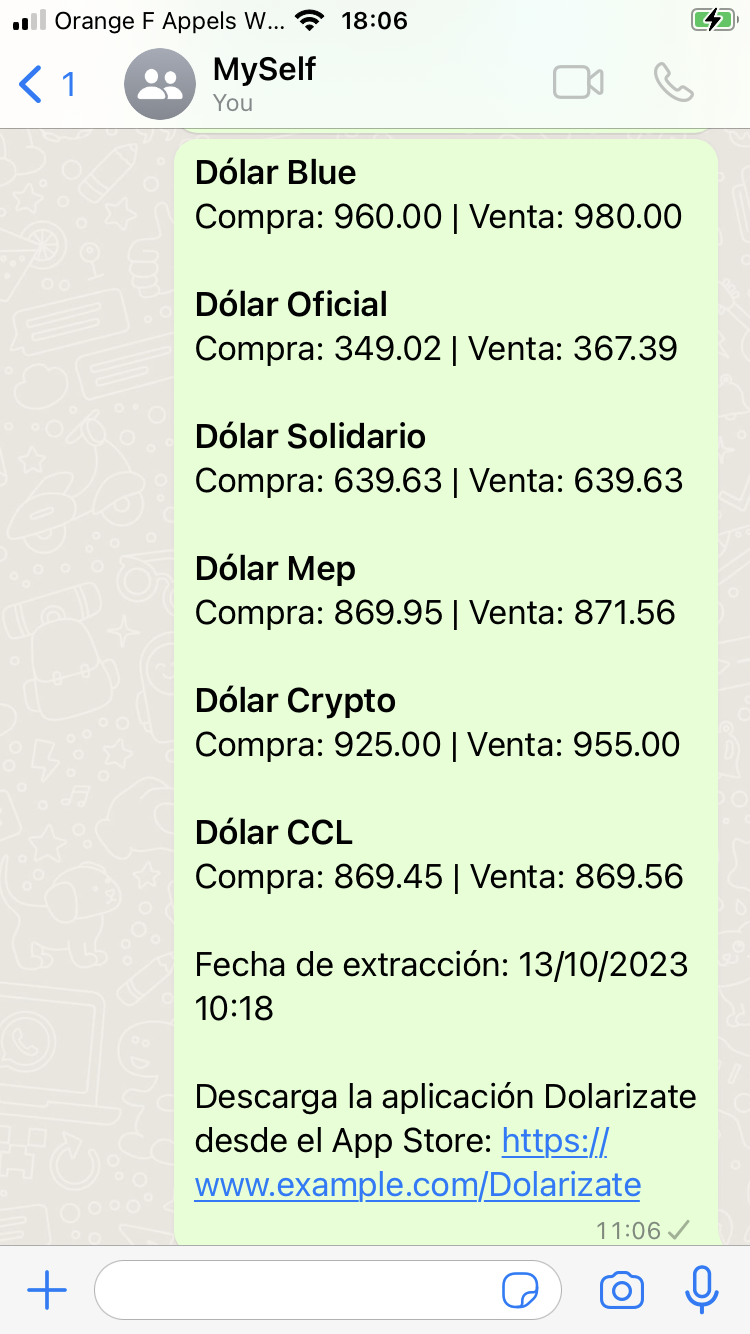 Orange F Appels W... 18:06
1
MySelf
You
Dólar Blue
Compra: 960.00 | Venta: 980.00
Dólar Oficial
Compra: 349.02 | Venta: 367.39
Dólar Solidario
Compra: 639.63 | Venta: 639.63
Dólar Mep
Compra: 869.95 | Venta: 871.56
Dólar Crypto
Compra: 925.00 | Venta: 955.00
Dólar CCL
Compra: 869.45 | Venta: 869.56
Fecha de extracción: 13/10/2023
10:18
Descarga la aplicación Dolarizate
desde el App Store: https://
www.example.com/Dolarizate
11:06